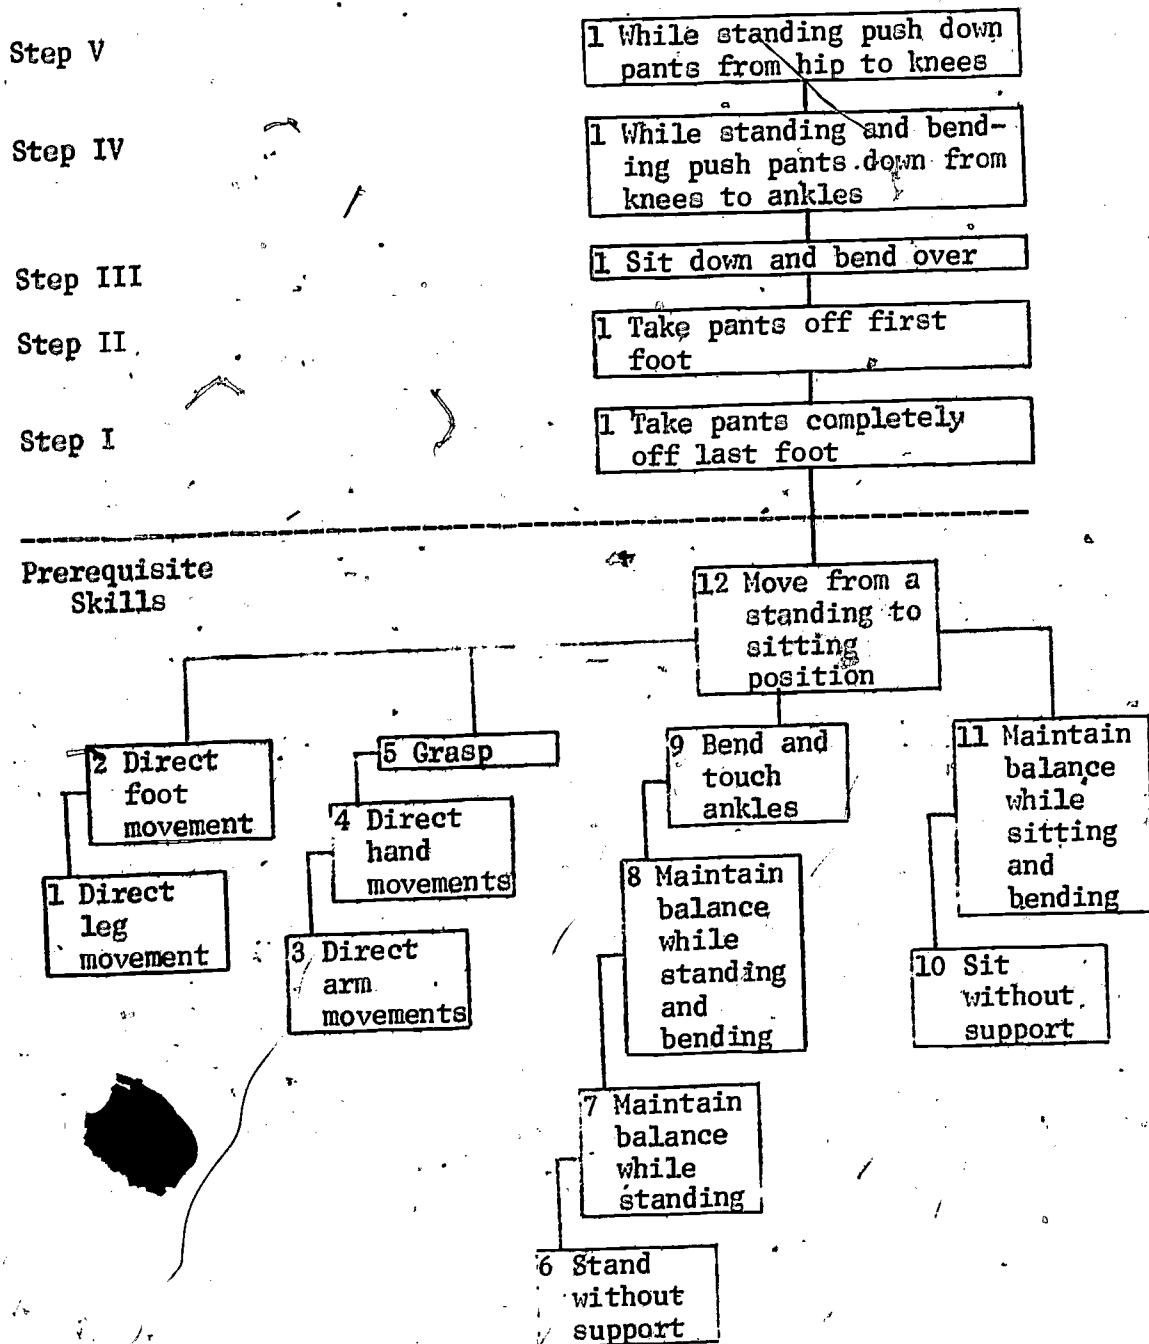 Step V
1 While standing push down
pants from hip to knees
Step IV
1 While standing and bend-
ing push pants down from
knees to ankles
Step III
1 Sit down and bend over
Step II
1 Take pants off first
foot
Step I
1 Take pants completely
off last foot
Prerequisite
Skills
12 Move from a
standing to
sitting
position
2 Direct
foot
movement
1 Direct
leg
movement
5 Grasp
4 Direct
hand
movements
3 Direct
arm
movements
9 Bend and
touch
ankles
8 Maintain
balance
while
standing
and
bending
7 Maintain
balance
while
standing
6 Stand
without
support
11 Maintain
balance
while
sitting
and
bending
10 Sit
without
support